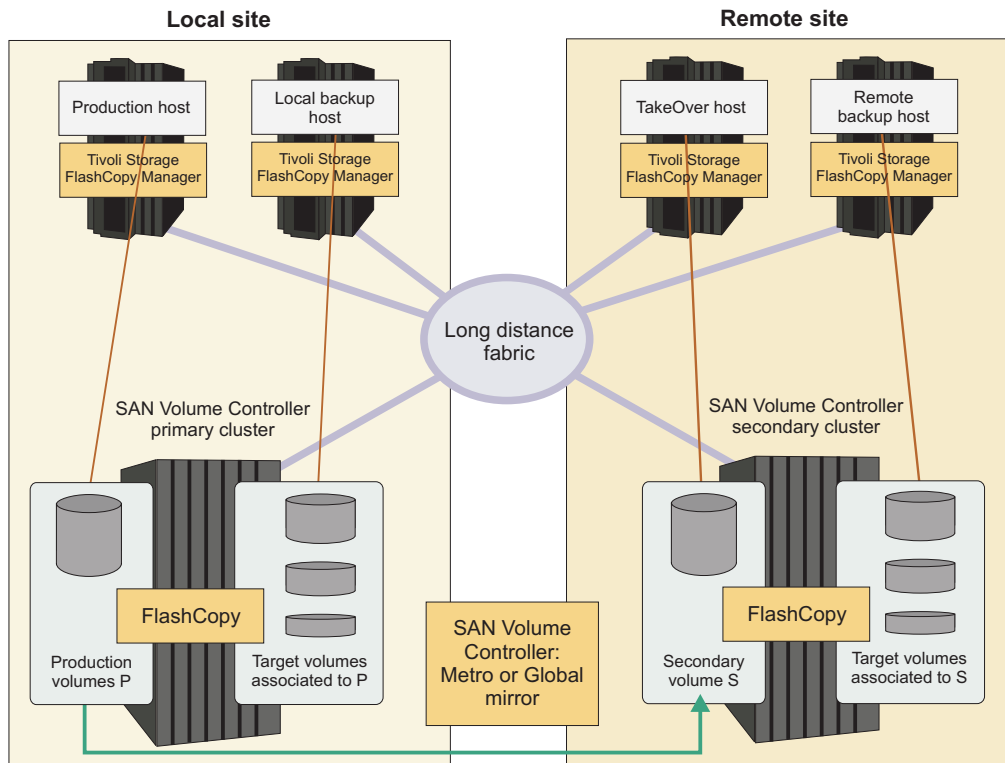 Local site
Remote site
Production host
Local backup
host
TakeOver host
Remote
backup host
Tivoli Storage
FlashCopy Manager
Tivoli Storage
FlashCopy Manager
Tivoli Storage
FlashCopy Manager
Tivoli Storage
FlashCopy Manager
Long distance
fabric
SAN Volume Controller
primary cluster
SAN Volume Controller
secondary cluster
FlashCopy
FlashCopy
Production
volumes P
Target volumes
associated to P
SAN Volume
Controller:
Metro or Global
mirror
Secondary
volume S
Target volumes
associated to S